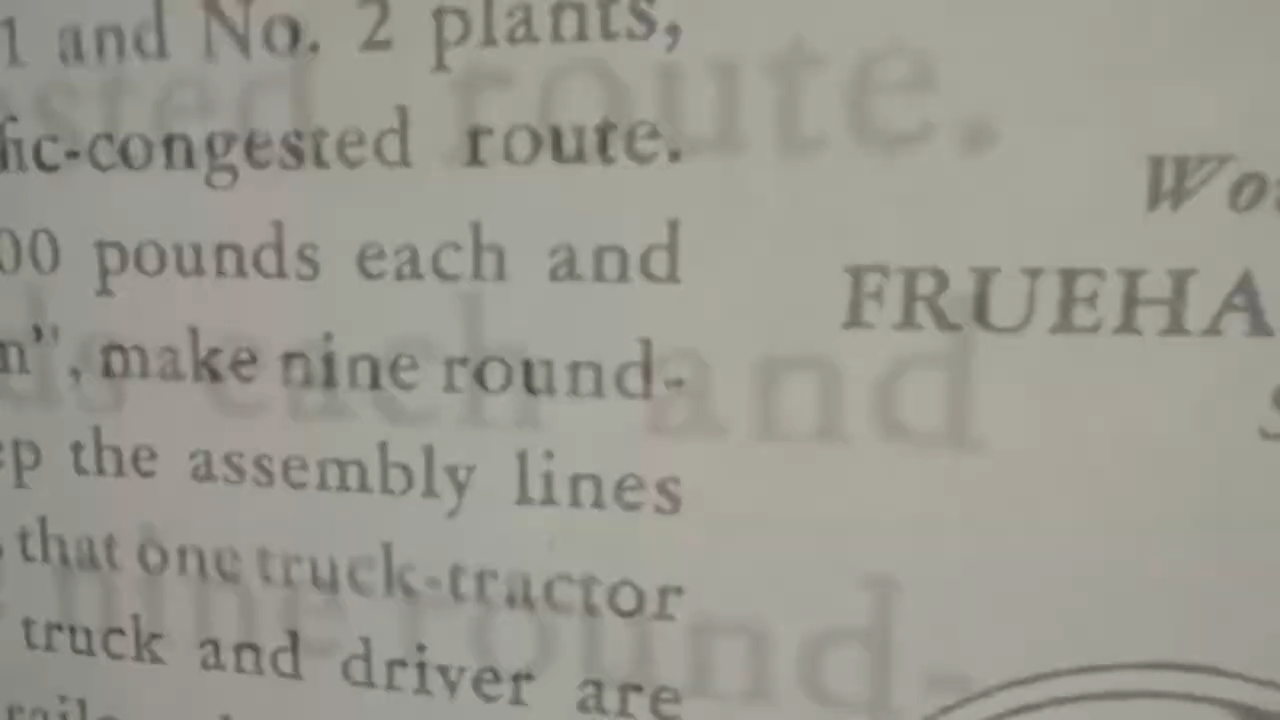 1 and No. 2 plants,
fic-congested route.
00 pounds each and
n", make nine round-
ep the assembly lines
that one truck-tractor
truck and driver are
Wo
FRUEHA
S